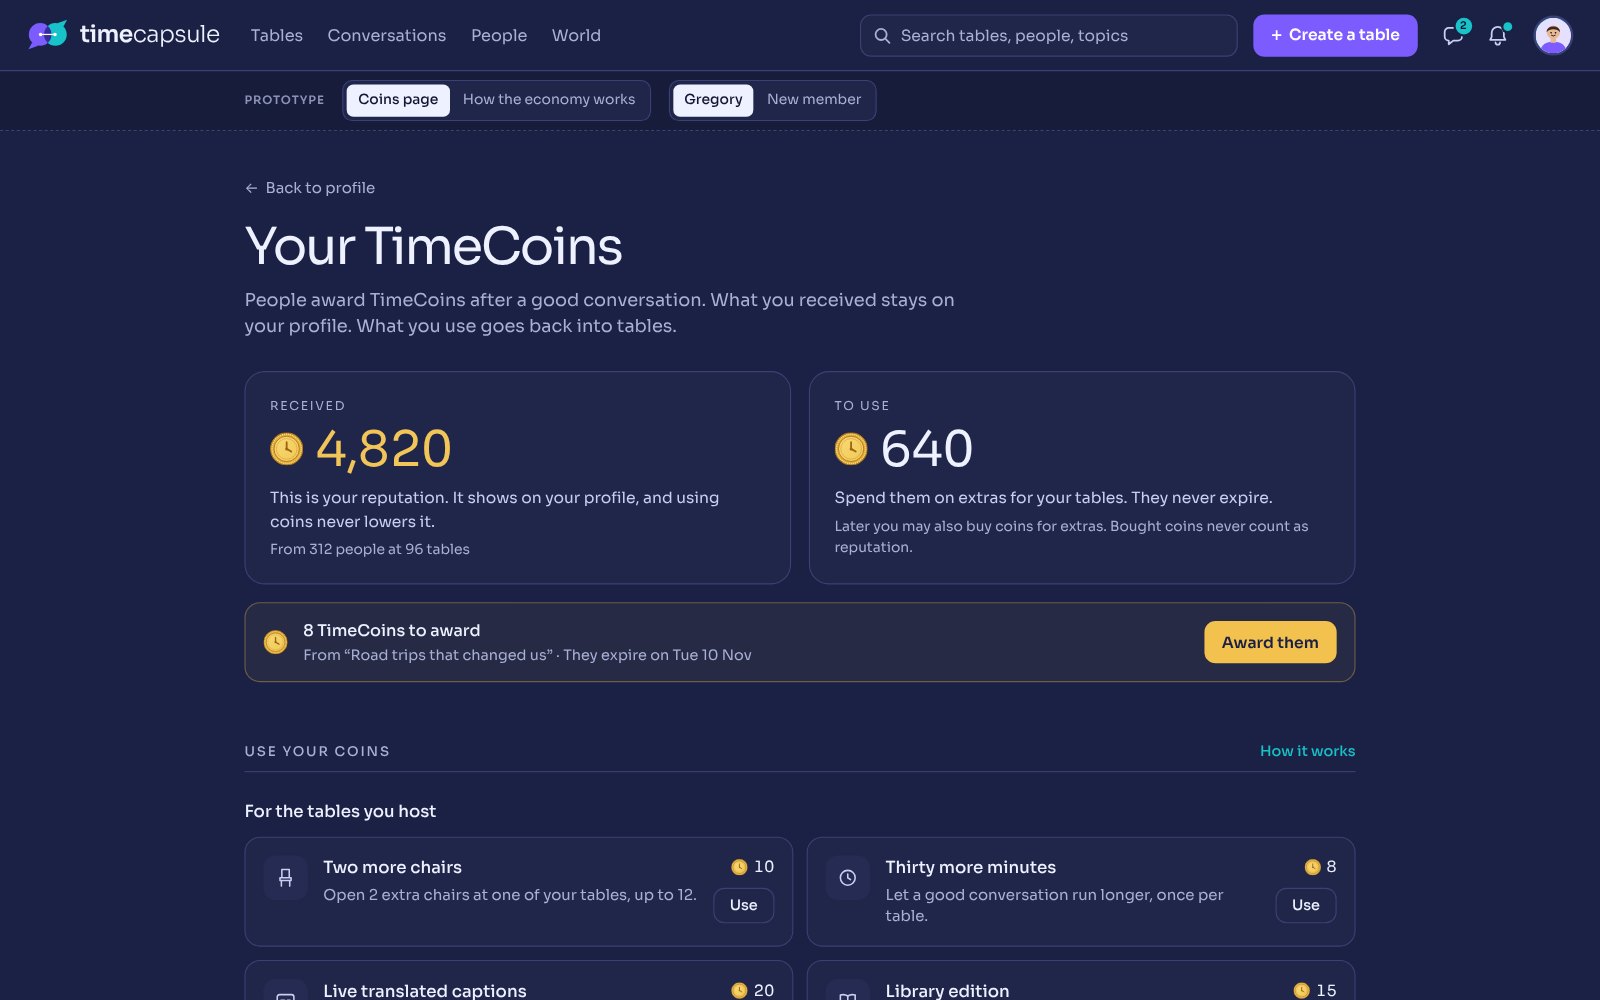 timecapsule
Tables
Conversations
People
World
Search tables, people, topics
+ Create a table
2
PROTOTYPE
Coins page
How the economy works
Gregory
New member
← Back to profile
Your TimeCoins
People award TimeCoins after a good conversation. What you received stays on
your profile. What you use goes back into tables.
RECEIVED
4,820
This is your reputation. It shows on your profile, and using
coins never lowers it.
From 312 people at 96 tables
TO USE
640
Spend them on extras for your tables. They never expire.
Later you may also buy coins for extras. Bought coins never count as
reputation.
8 TimeCoins to award
From “Road trips that changed us” · They expire on Tue 10 Nov
Award them
USE YOUR COINS
How it works
For the tables you host
Two more chairs
10
Open 2 extra chairs at one of your tables, up to 12.
Use
Thirty more minutes
8
Let a good conversation run longer, once per
table.
Use
Live translated captions
20
Library edition
15